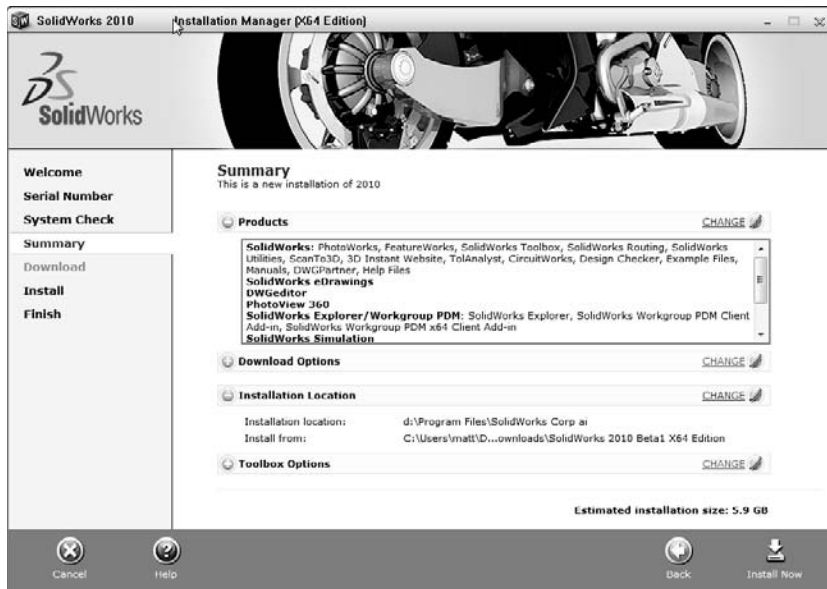 SolidWorks 2010 Installation Manager (X64 Edition)
SolidWorks
Welcome
Serial Number
System Check
Summary
Download
Install
Finish
Summary
This is a new installation of 2010
Products CHANGE
SolidWorks: PhotoWorks, FeatureWorks, SolidWorks Toolbox, SolidWorks Routing, SolidWorks
Utilities, ScanTo3D, 3D Instant Website, TolAnalyst, CircuitWorks, Design Checker, Example Files,
Manuals, DWGPartner, Help Files
SolidWorks eDrawings
DWGeditor
PhotoView 360
SolidWorks Explorer/Workgroup PDM: SolidWorks Explorer, SolidWorks Workgroup PDM Client
Add-in, SolidWorks Workgroup PDM x64 Client Add-in
SolidWorks Simulation
Download Options CHANGE
Installation Location CHANGE
Installation location: d:\Program Files\SolidWorks Corp ai
Install from: C:\Users\matt\D...ownloads\SolidWorks 2010 Beta1 X64 Edition
Toolbox Options CHANGE
Estimated installation size: 5.9 GB
Cancel
Help
Back
Install Now